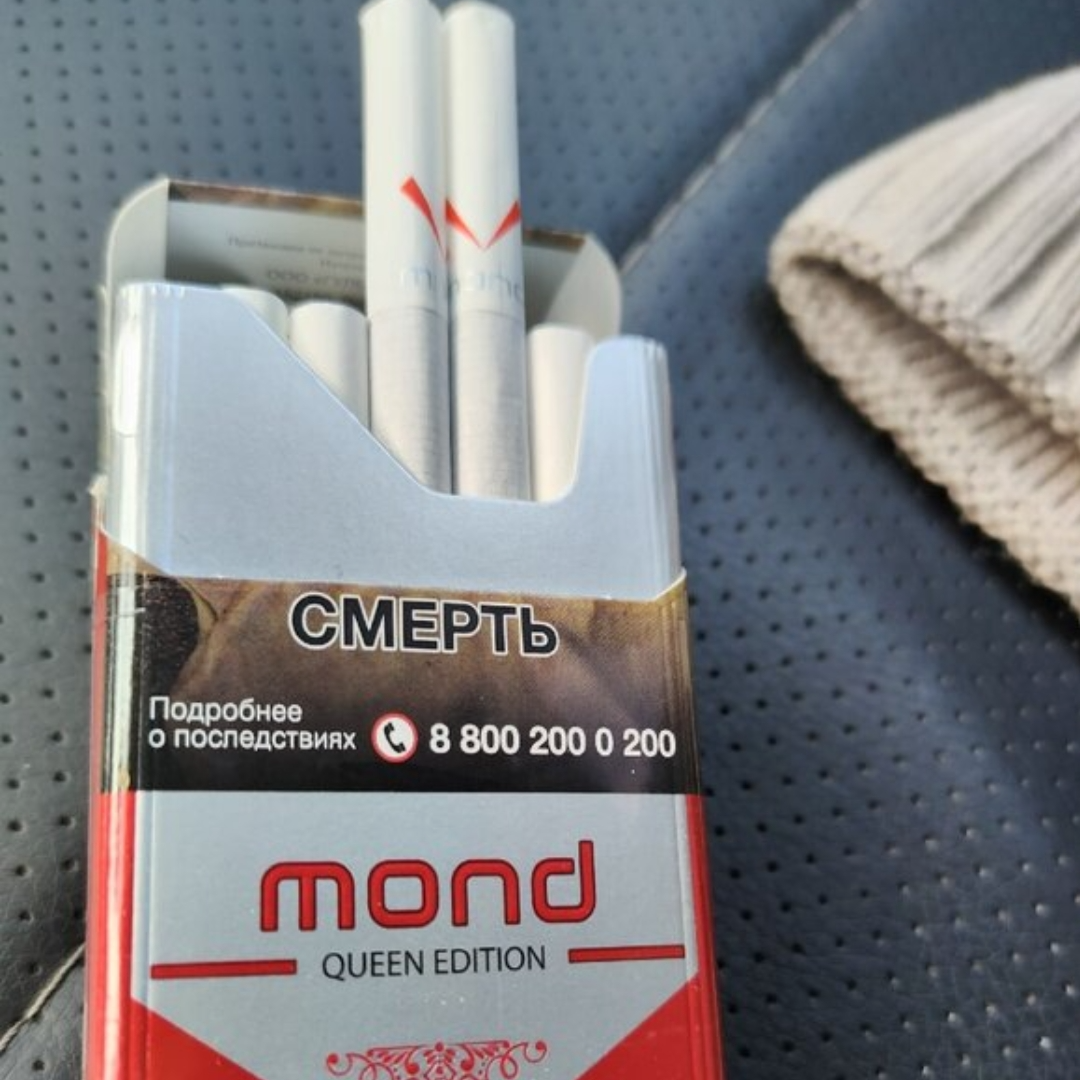 СМЕРТЬ
Подробнее
о последствиях 8 800 200 0 200
mond
QUEEN EDITION